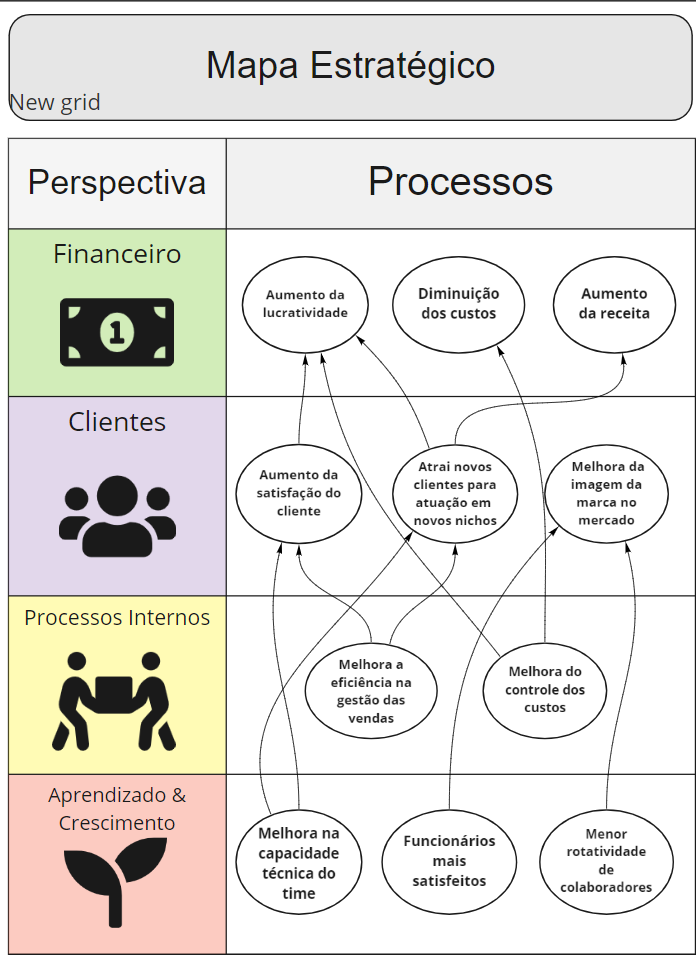 Mapa Estratégico
New grid
Perspectiva
Processos
Financeiro
Aumento da
lucratividade
Diminuição
dos custos
Aumento
da receita
Clientes
Aumento da
satisfação do
cliente
Atrai novos
clientes para
atuação em
novos nichos
Melhora da
imagem da
marca no
mercado
Processos Internos
Melhora a
eficiência na
gestão das
vendas
Melhora do
controle dos
custos
Aprendizado &
Crescimento
Melhora na
capacidade
técnica do
time
Funcionários
mais
satisfeitos
Menor
rotatividade
de
colaboradores
1